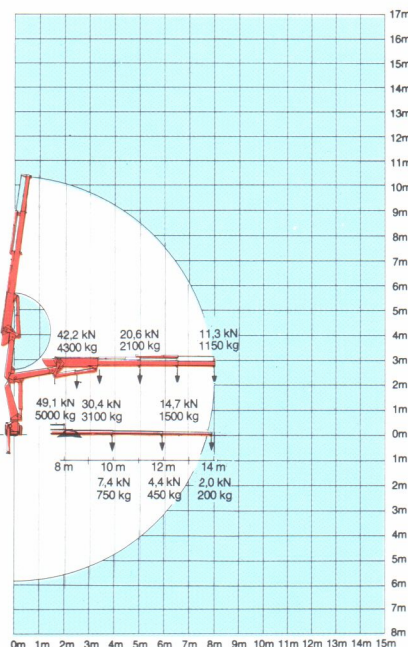 17m
16m
15m
14m
13m
12m
11m
10m
9m
8m
7m
6m
5m
4m
42,2 kN 20,6 kN 11,3 kN
4300 kg 2100 kg 1150 kg
3m
2m
49,1 kN 30,4 kN 14,7 kN
5000 kg 3100 kg 1500 kg
1m
0m
8 m 10 m 12 m 14 m
1m
7,4 kN 4,4 kN 2,0 kN
750 kg 450 kg 200 kg
2m
3m
4m
5m
6m
7m
8m
0m 1m 2m 3m 4m 5m 6m 7m 8m 9m 10m 11m 12m 13m 14m 15m